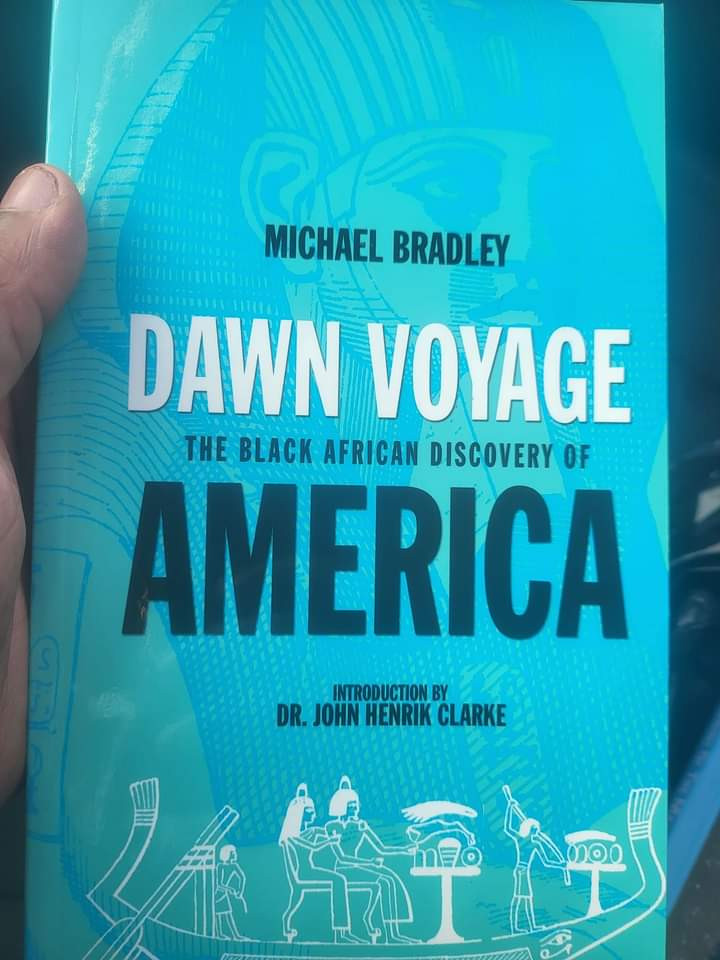 MICHAEL BRADLEY
DAWN VOYAGE
THE BLACK AFRICAN DISCOVERY OF
AMERICA
INTRODUCTION BY
DR. JOHN HENRIK CLARKE